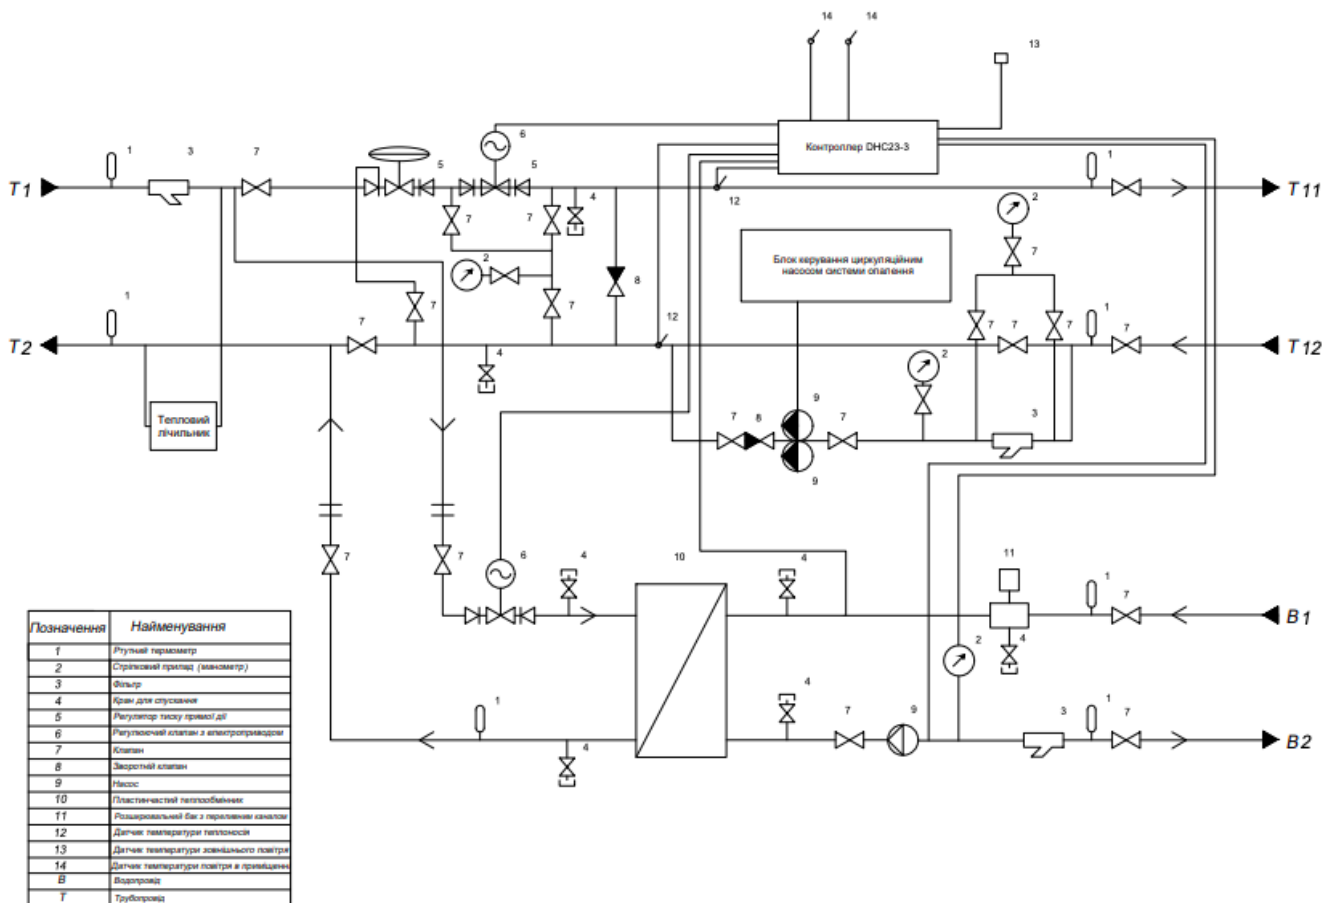 14
14
13
Контроллер DHC23-3
6
1
3
7
5
5
1
T1
4
12
2
T11
7
7
7
2
Блок керування циркуляційним
насосом системи опалення
8
1
7
7
12
7
7
7
1
7
T2
4
2
T12
9
Тепловий
лічильник
7
8
7
3
9
7
7
6
4
10
4
11
1
7
B1
2
4
1
4
7
9
3
1
7
4
B2
Позначення Найменування
1 Ртутний термометр
2 Стрілковий прилад (манометр)
3 Фільтр
4 Кран для спускання
5 Регулятор тиску прямої дії
6 Регулюючий клапан з електроприводом
7 Клапан
8 Зворотній клапан
9 Насос
10 Пластинчастий теплообмінник
11 Розширювальний бак з переливним каналом
12 Датчик температури теплоносія
13 Датчик температури зовнішнього повітря
14 Датчик температури повітря в приміщенні
В Водопровід
Т Трубопровід